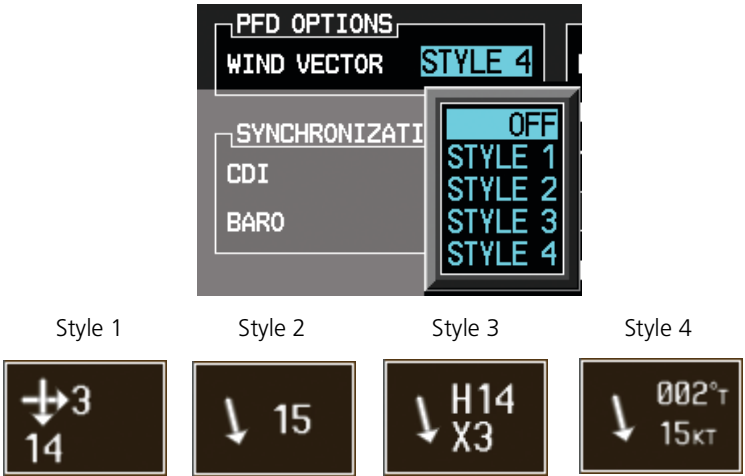 PFD OPTIONS
WIND VECTOR STYLE 4
OFF
STYLE 1
STYLE 2
STYLE 3
STYLE 4
SYNCHRONIZATI
CDI
BARO
Style 1 Style 2 Style 3 Style 4
3
14
15
H14
X3
002°T
15KT